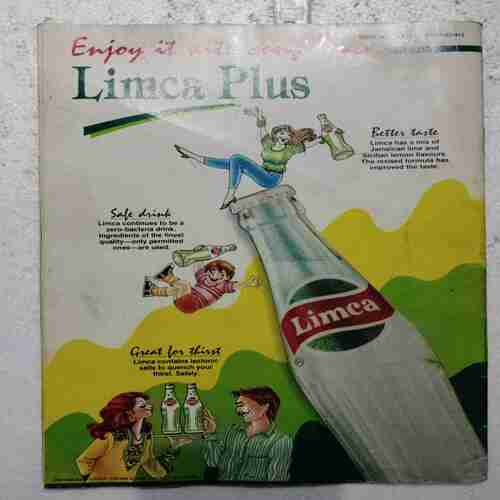 Enjoy it with
Limca Plus
Better taste
Limca has a mix of
Jamaican lime and
Sicilian lemon flavours.
The revised formula has
improved the taste.
Safe drink
Limca continues to be a
zero-bacteria drink.
Ingredients of the finest
quality—only permitted
ones—are used.
Limca
Great for thirst
Limca contains isotonic
salts to quench your
thirst. Safely.